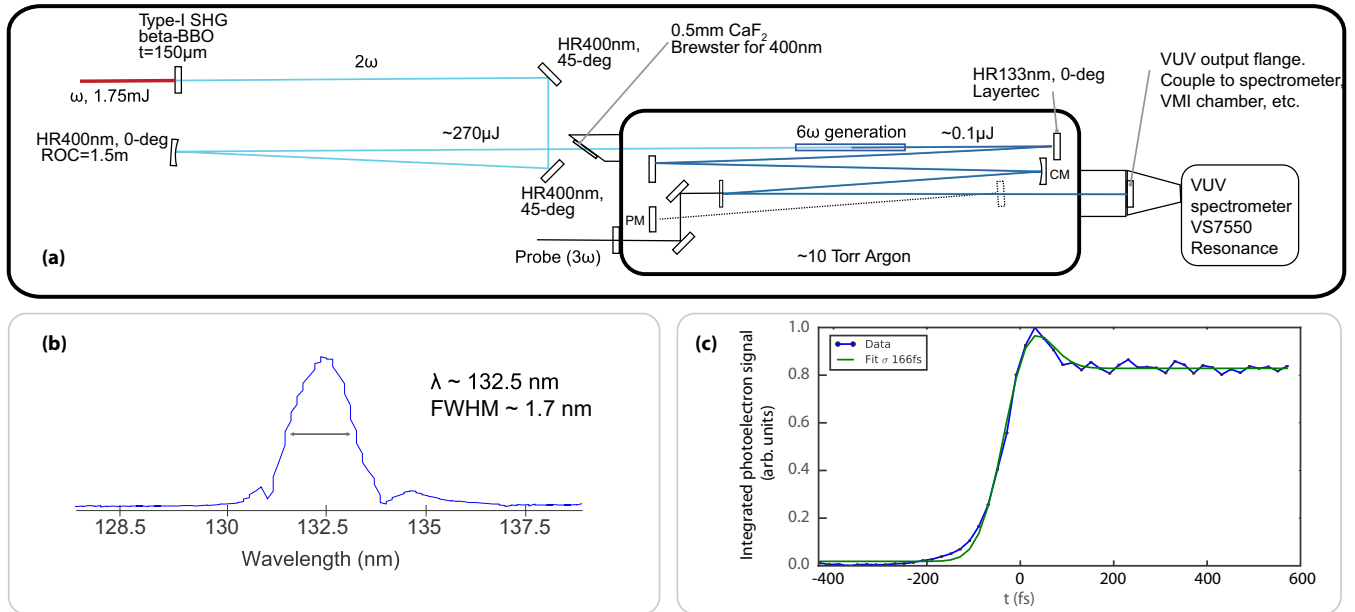 Type-I SHG
beta-BBO
t=150µm
ω, 1.75mJ
2ω
HR400nm,
45-deg
0.5mm CaF₂
Brewster for 400nm
HR133nm, 0-deg
Layertec
VUV output flange.
Couple to spectrometer,
VMI chamber, etc.
HR400nm, 0-deg
ROC=1.5m
~270µJ
HR400nm,
45-deg
6ω generation
~0.1µJ
CM
PM
Probe (3ω)
~10 Torr Argon
VUV
spectrometer
VS7550
Resonance
(a)
(b)
λ ~ 132.5 nm
FWHM ~ 1.7 nm
128.5 130 132.5 135 137.5
Wavelength (nm)
(c)
Integrated photoelectron signal
(arb. units)
1.0
0.8
0.6
0.4
0.2
0.0
Data
Fit σ 166fs
-400 -200 0 200 400 600
t (fs)